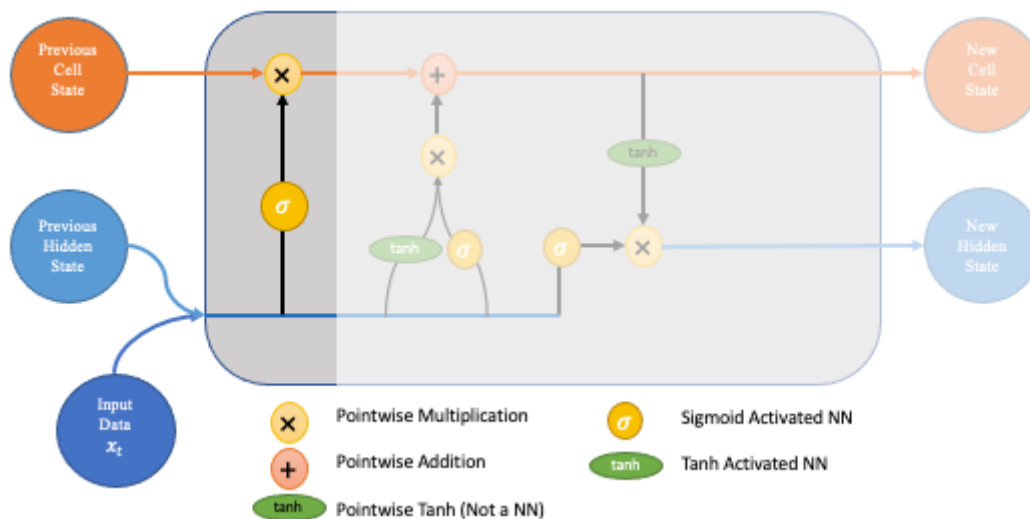 Previous
Cell
State
×
+
New
Cell
State
×
tanh
σ
Previous
Hidden
State
tanh
σ
σ
×
New
Hidden
State
Input
Data
xₜ
× Pointwise Multiplication
σ Sigmoid Activated NN
+ Pointwise Addition
tanh Tanh Activated NN
tanh Pointwise Tanh (Not a NN)